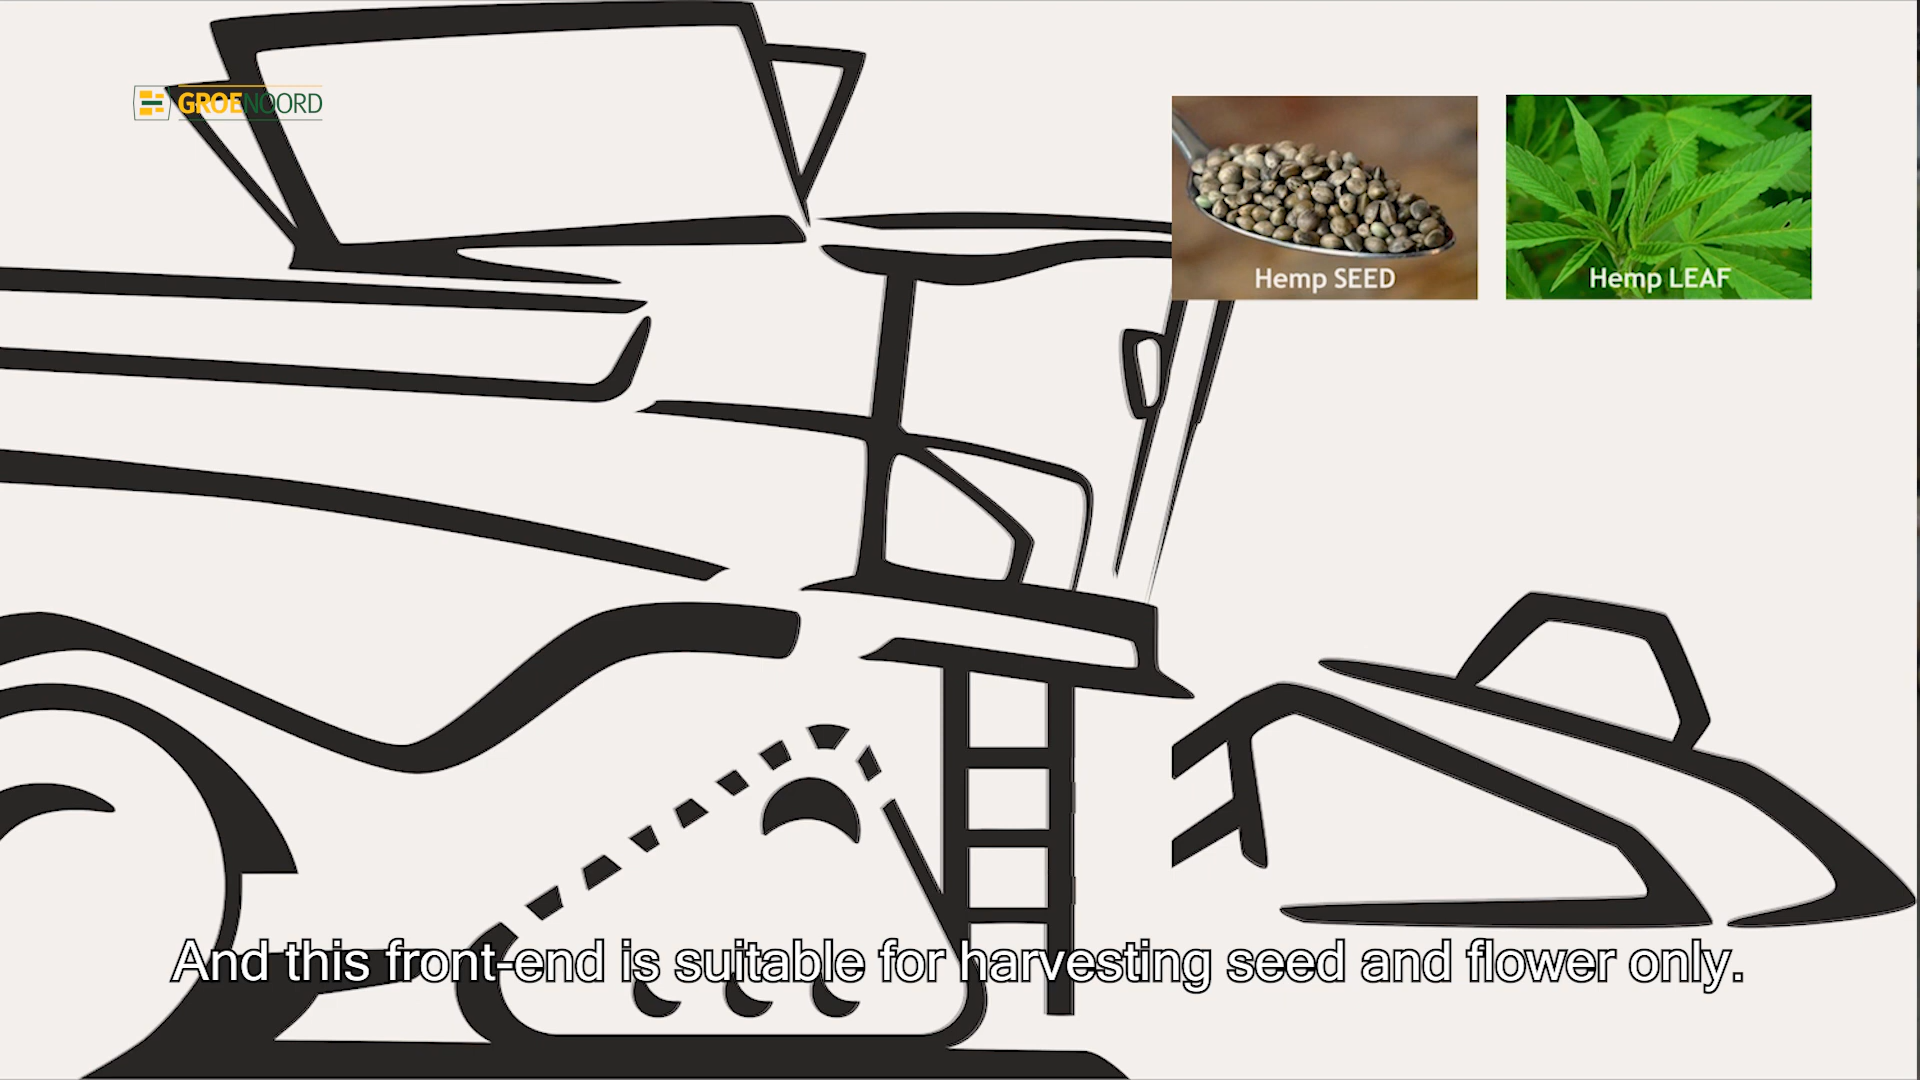 GROENOORD
Hemp SEED
Hemp LEAF
And this front-end is suitable for harvesting seed and flower only.